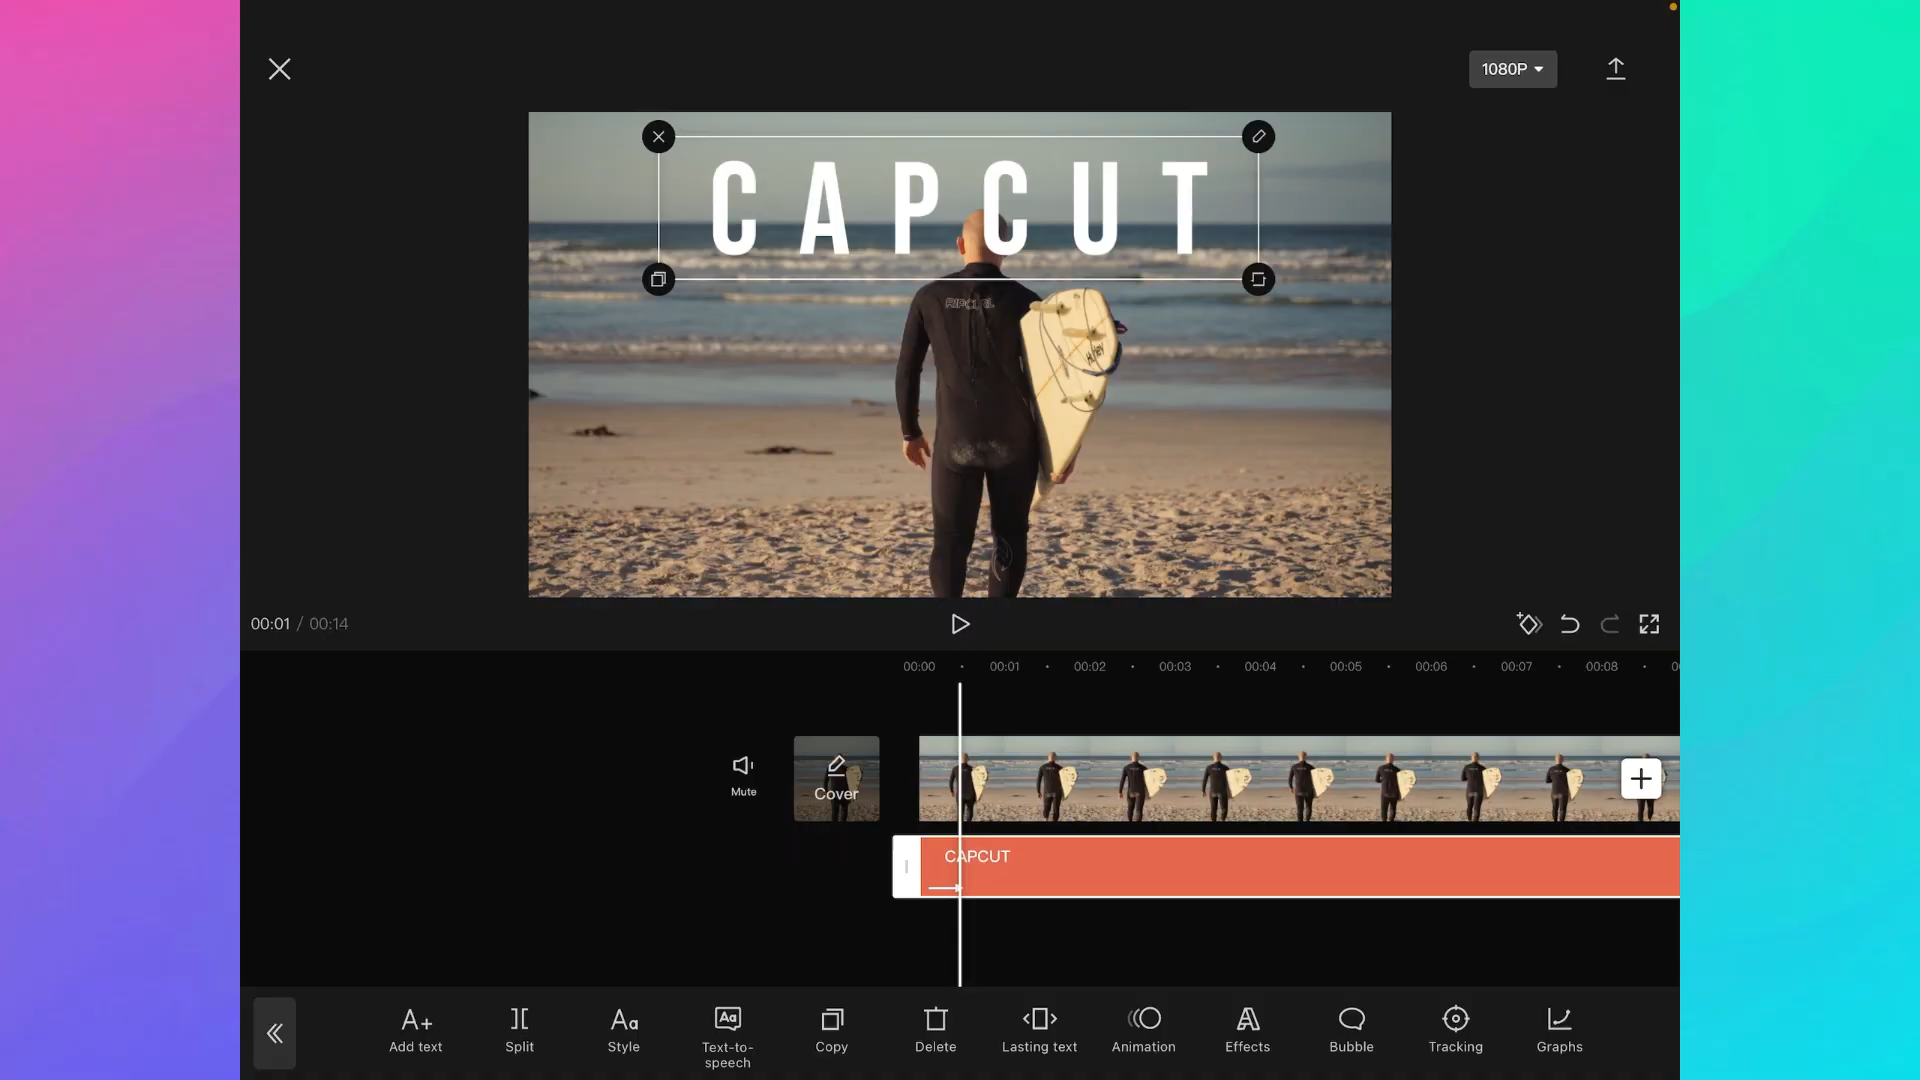 1080P
CAPCUT
RIPCURL
Hurley
00:01 / 00:14
00:00 00:01 00:02 00:03 00:04 00:05 00:06 00:07 00:08
Mute
Cover
CAPCUT
Add text
Split
Style
Text-to-
speech
Copy
Delete
Lasting text
Animation
Effects
Bubble
Tracking
Graphs